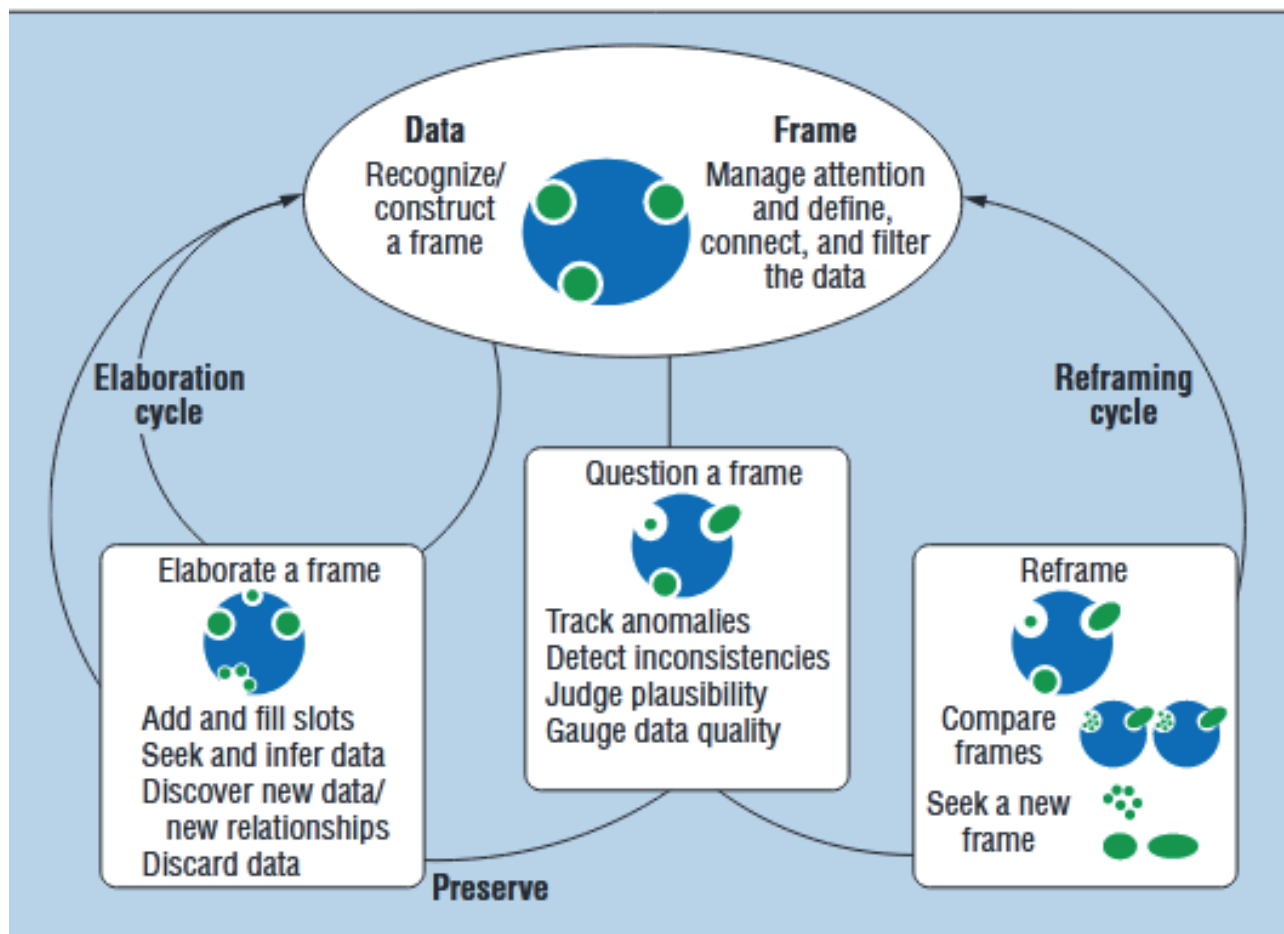 Data
Recognize/
construct
a frame
Frame
Manage attention
and define,
connect, and filter
the data
Elaboration
cycle
Reframing
cycle
Question a frame
Track anomalies
Detect inconsistencies
Judge plausibility
Gauge data quality
Elaborate a frame
Add and fill slots
Seek and infer data
Discover new data/
new relationships
Discard data
Reframe
Compare
frames
Seek a new
frame
Preserve